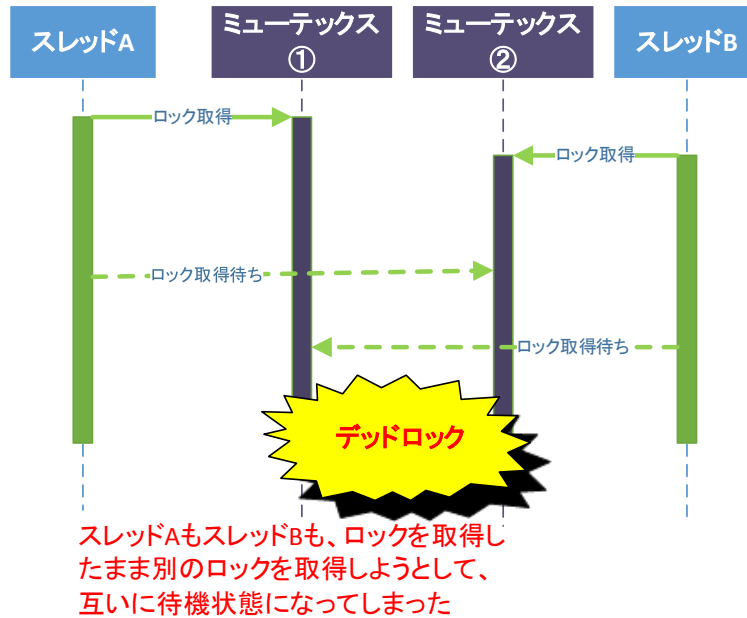 スレッドA
ミューテックス
①
ミューテックス
②
スレッドB
ロック取得
ロック取得
ロック取得待ち
ロック取得待ち
デッドロック
スレッドAもスレッドBも、ロックを取得し
たまま別のロックを取得しようとして、
互いに待機状態になってしまった